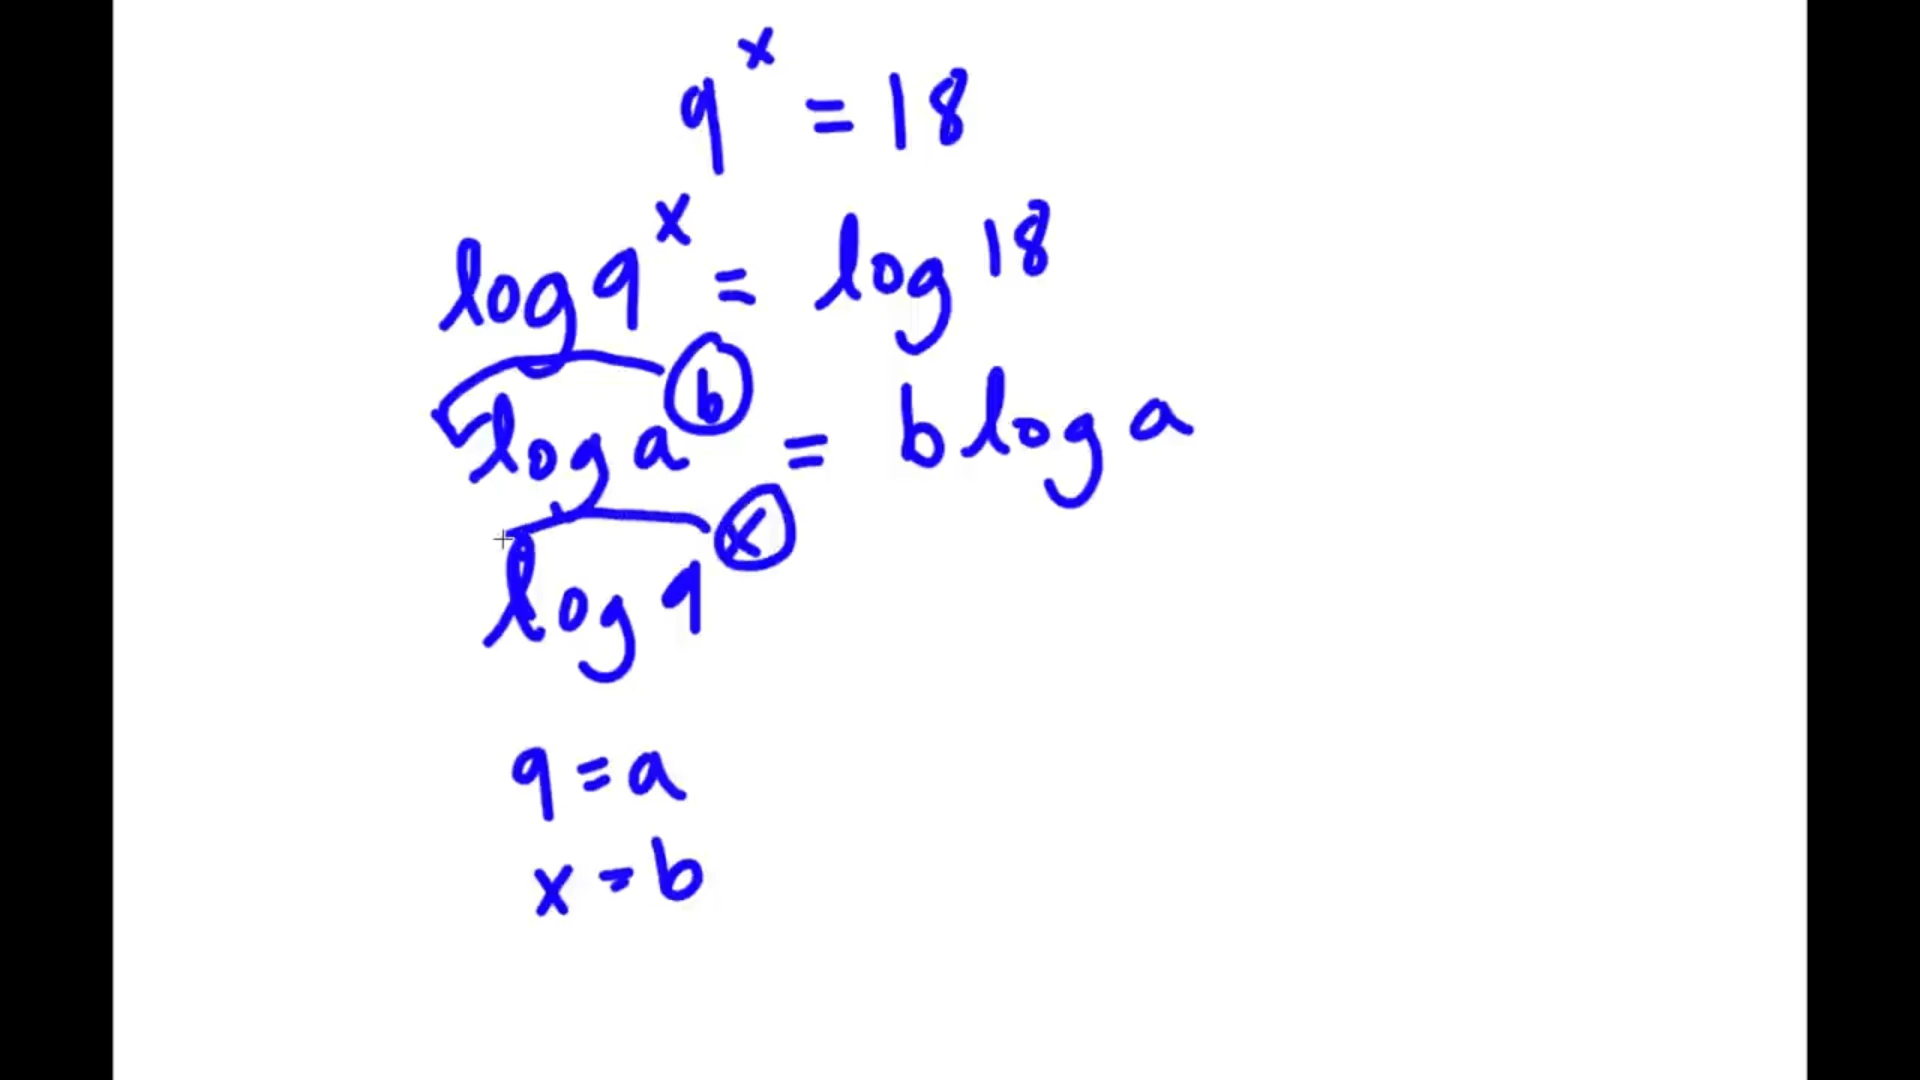 9^x = 18
log 9^x = log 18
log a^b = b log a
log 9^x
9 = a
x = b